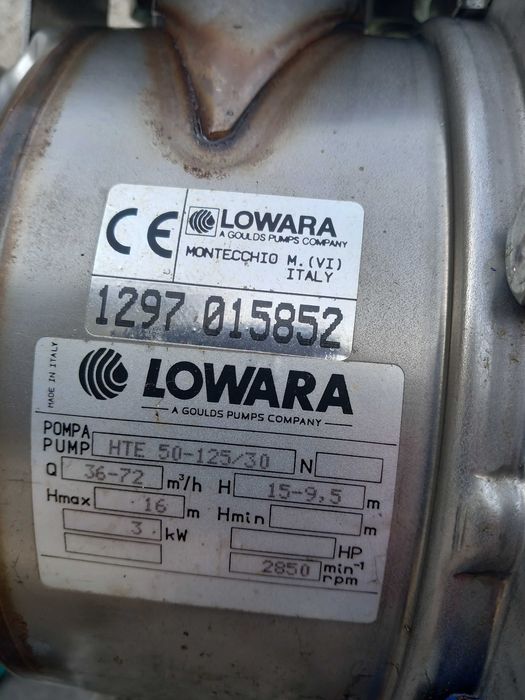 CE LOWARA
A GOULDS PUMPS COMPANY
MONTECCHIO M.(VI)
ITALY
1297 015852
MADE IN ITALY
LOWARA
A GOULDS PUMPS COMPANY
POMPA
PUMP HTE 50-125/30 N
Q 36-72 m³/h H 15-9,5 m
Hmax 16 m Hmin m
3 kW HP
2850 min⁻¹
rpm